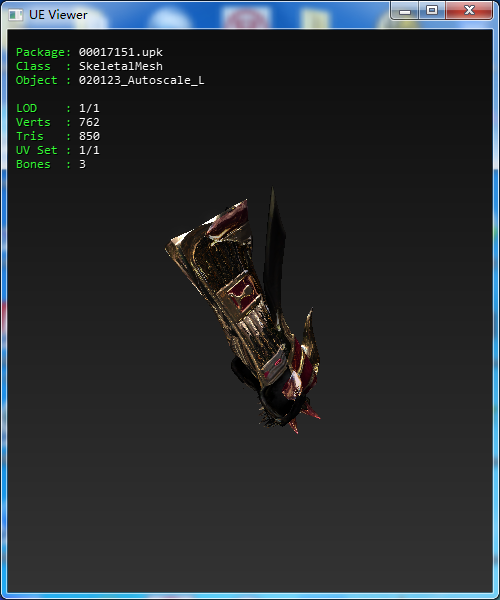 UE Viewer
Package: 00017151.upk
Class : SkeletalMesh
Object : 020123_Autoscale_L
LOD : 1/1
Verts : 762
Tris : 850
UV Set : 1/1
Bones : 3